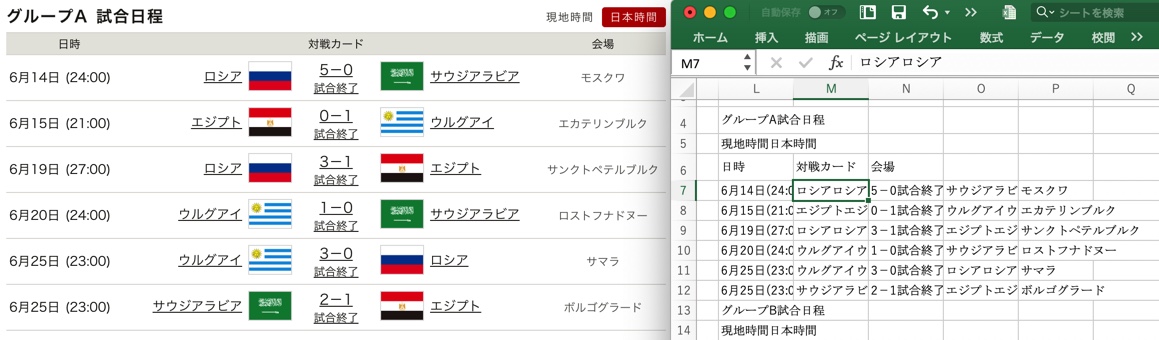 グループA 試合日程
現地時間 日本時間
日時 対戦カード 会場
6月14日 (24:00) ロシア 5−0 試合終了 サウジアラビア モスクワ
6月15日 (21:00) エジプト 0−1 試合終了 ウルグアイ エカテリンブルク
6月19日 (27:00) ロシア 3−1 試合終了 エジプト サンクトペテルブルク
6月20日 (24:00) ウルグアイ 1−0 試合終了 サウジアラビア ロストフナドヌー
6月25日 (23:00) ウルグアイ 3−0 試合終了 ロシア サマラ
6月25日 (23:00) サウジアラビア 2−1 試合終了 エジプト ボルゴグラード
自動保存 オフ シートを検索
ホーム 挿入 描画 ページ レイアウト 数式 データ 校閲
M7 fx ロシアロシア
L M N O P Q
4 グループA試合日程
5 現地時間日本時間
6 日時 対戦カード 会場
7 6月14日(24:0 ロシアロシア 5−0試合終了 サウジアラビ モスクワ
8 6月15日(21:0 エジプトエジ 0−1試合終了 ウルグアイウ エカテリンブルク
9 6月19日(27:0 ロシアロシア 3−1試合終了 エジプトエジ サンクトペテルブルク
10 6月20日(24:0 ウルグアイウ 1−0試合終了 サウジアラビ ロストフナドヌー
11 6月25日(23:0 ウルグアイウ 3−0試合終了 ロシアロシア サマラ
12 6月25日(23:0 サウジアラビ 2−1試合終了 エジプトエジ ボルゴグラード
13 グループB試合日程
14 現地時間日本時間